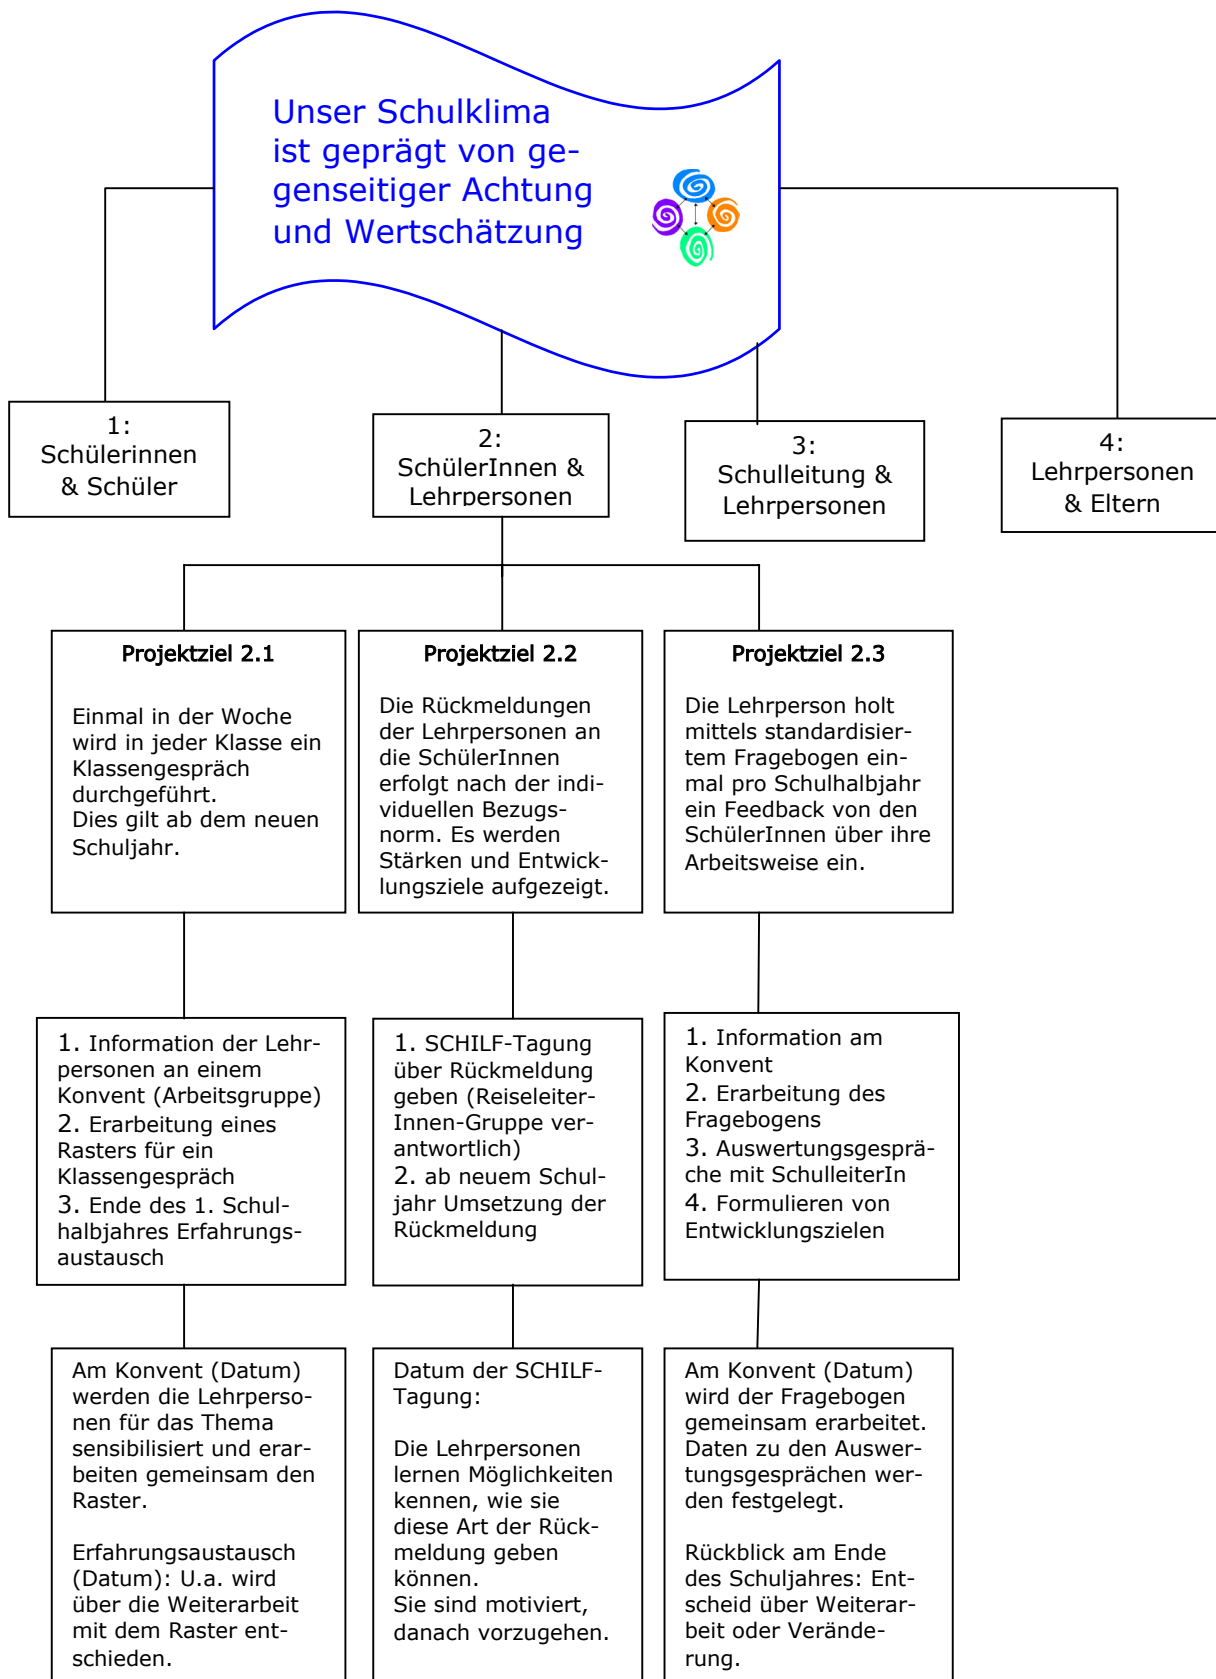 Unser Schulklima
ist geprägt von ge-
genseitiger Achtung
und Wertschätzung
1:
Schülerinnen
& Schüler
2:
SchülerInnen &
Lehrpersonen
3:
Schulleitung &
Lehrpersonen
4:
Lehrpersonen
& Eltern
Projektziel 2.1
Einmal in der Woche
wird in jeder Klasse ein
Klassengespräch
durchgeführt.
Dies gilt ab dem neuen
Schuljahr.
Projektziel 2.2
Die Rückmeldungen
der Lehrpersonen an
die SchülerInnen
erfolgt nach der indi-
viduellen Bezugs-
norm. Es werden
Stärken und Entwick-
lungsziele aufgezeigt.
Projektziel 2.3
Die Lehrperson holt
mittels standardisier-
tem Fragebogen ein-
mal pro Schulhalbjahr
ein Feedback von den
SchülerInnen über ihre
Arbeitsweise ein.
1. Information der Lehr-
personen an einem
Konvent (Arbeitsgruppe)
2. Erarbeitung eines
Rasters für ein
Klassengespräch
3. Ende des 1. Schul-
halbjahres Erfahrungs-
austausch
1. SCHILF-Tagung
über Rückmeldung
geben (Reiseleiter-
Innen-Gruppe ver-
antwortlich)
2. ab neuem Schul-
jahr Umsetzung der
Rückmeldung
1. Information am
Konvent
2. Erarbeitung des
Fragebogens
3. Auswertungsgesprä-
che mit SchulleiterIn
4. Formulieren von
Entwicklungszielen
Am Konvent (Datum)
werden die Lehrperso-
nen für das Thema
sensibilisiert und erar-
beiten gemeinsam den
Raster.
Erfahrungsaustausch
(Datum): U.a. wird
über die Weiterarbeit
mit dem Raster ent-
schieden.
Datum der SCHILF-
Tagung:
Die Lehrpersonen
lernen Möglichkeiten
kennen, wie sie
diese Art der Rück-
meldung geben
können.
Sie sind motiviert,
danach vorzugehen.
Am Konvent (Datum)
wird der Fragebogen
gemeinsam erarbeitet.
Daten zu den Auswer-
tungsgesprächen wer-
den festgelegt.
Rückblick am Ende
des Schuljahres: Ent-
scheid über Weiterar-
beit oder Verände-
rung.